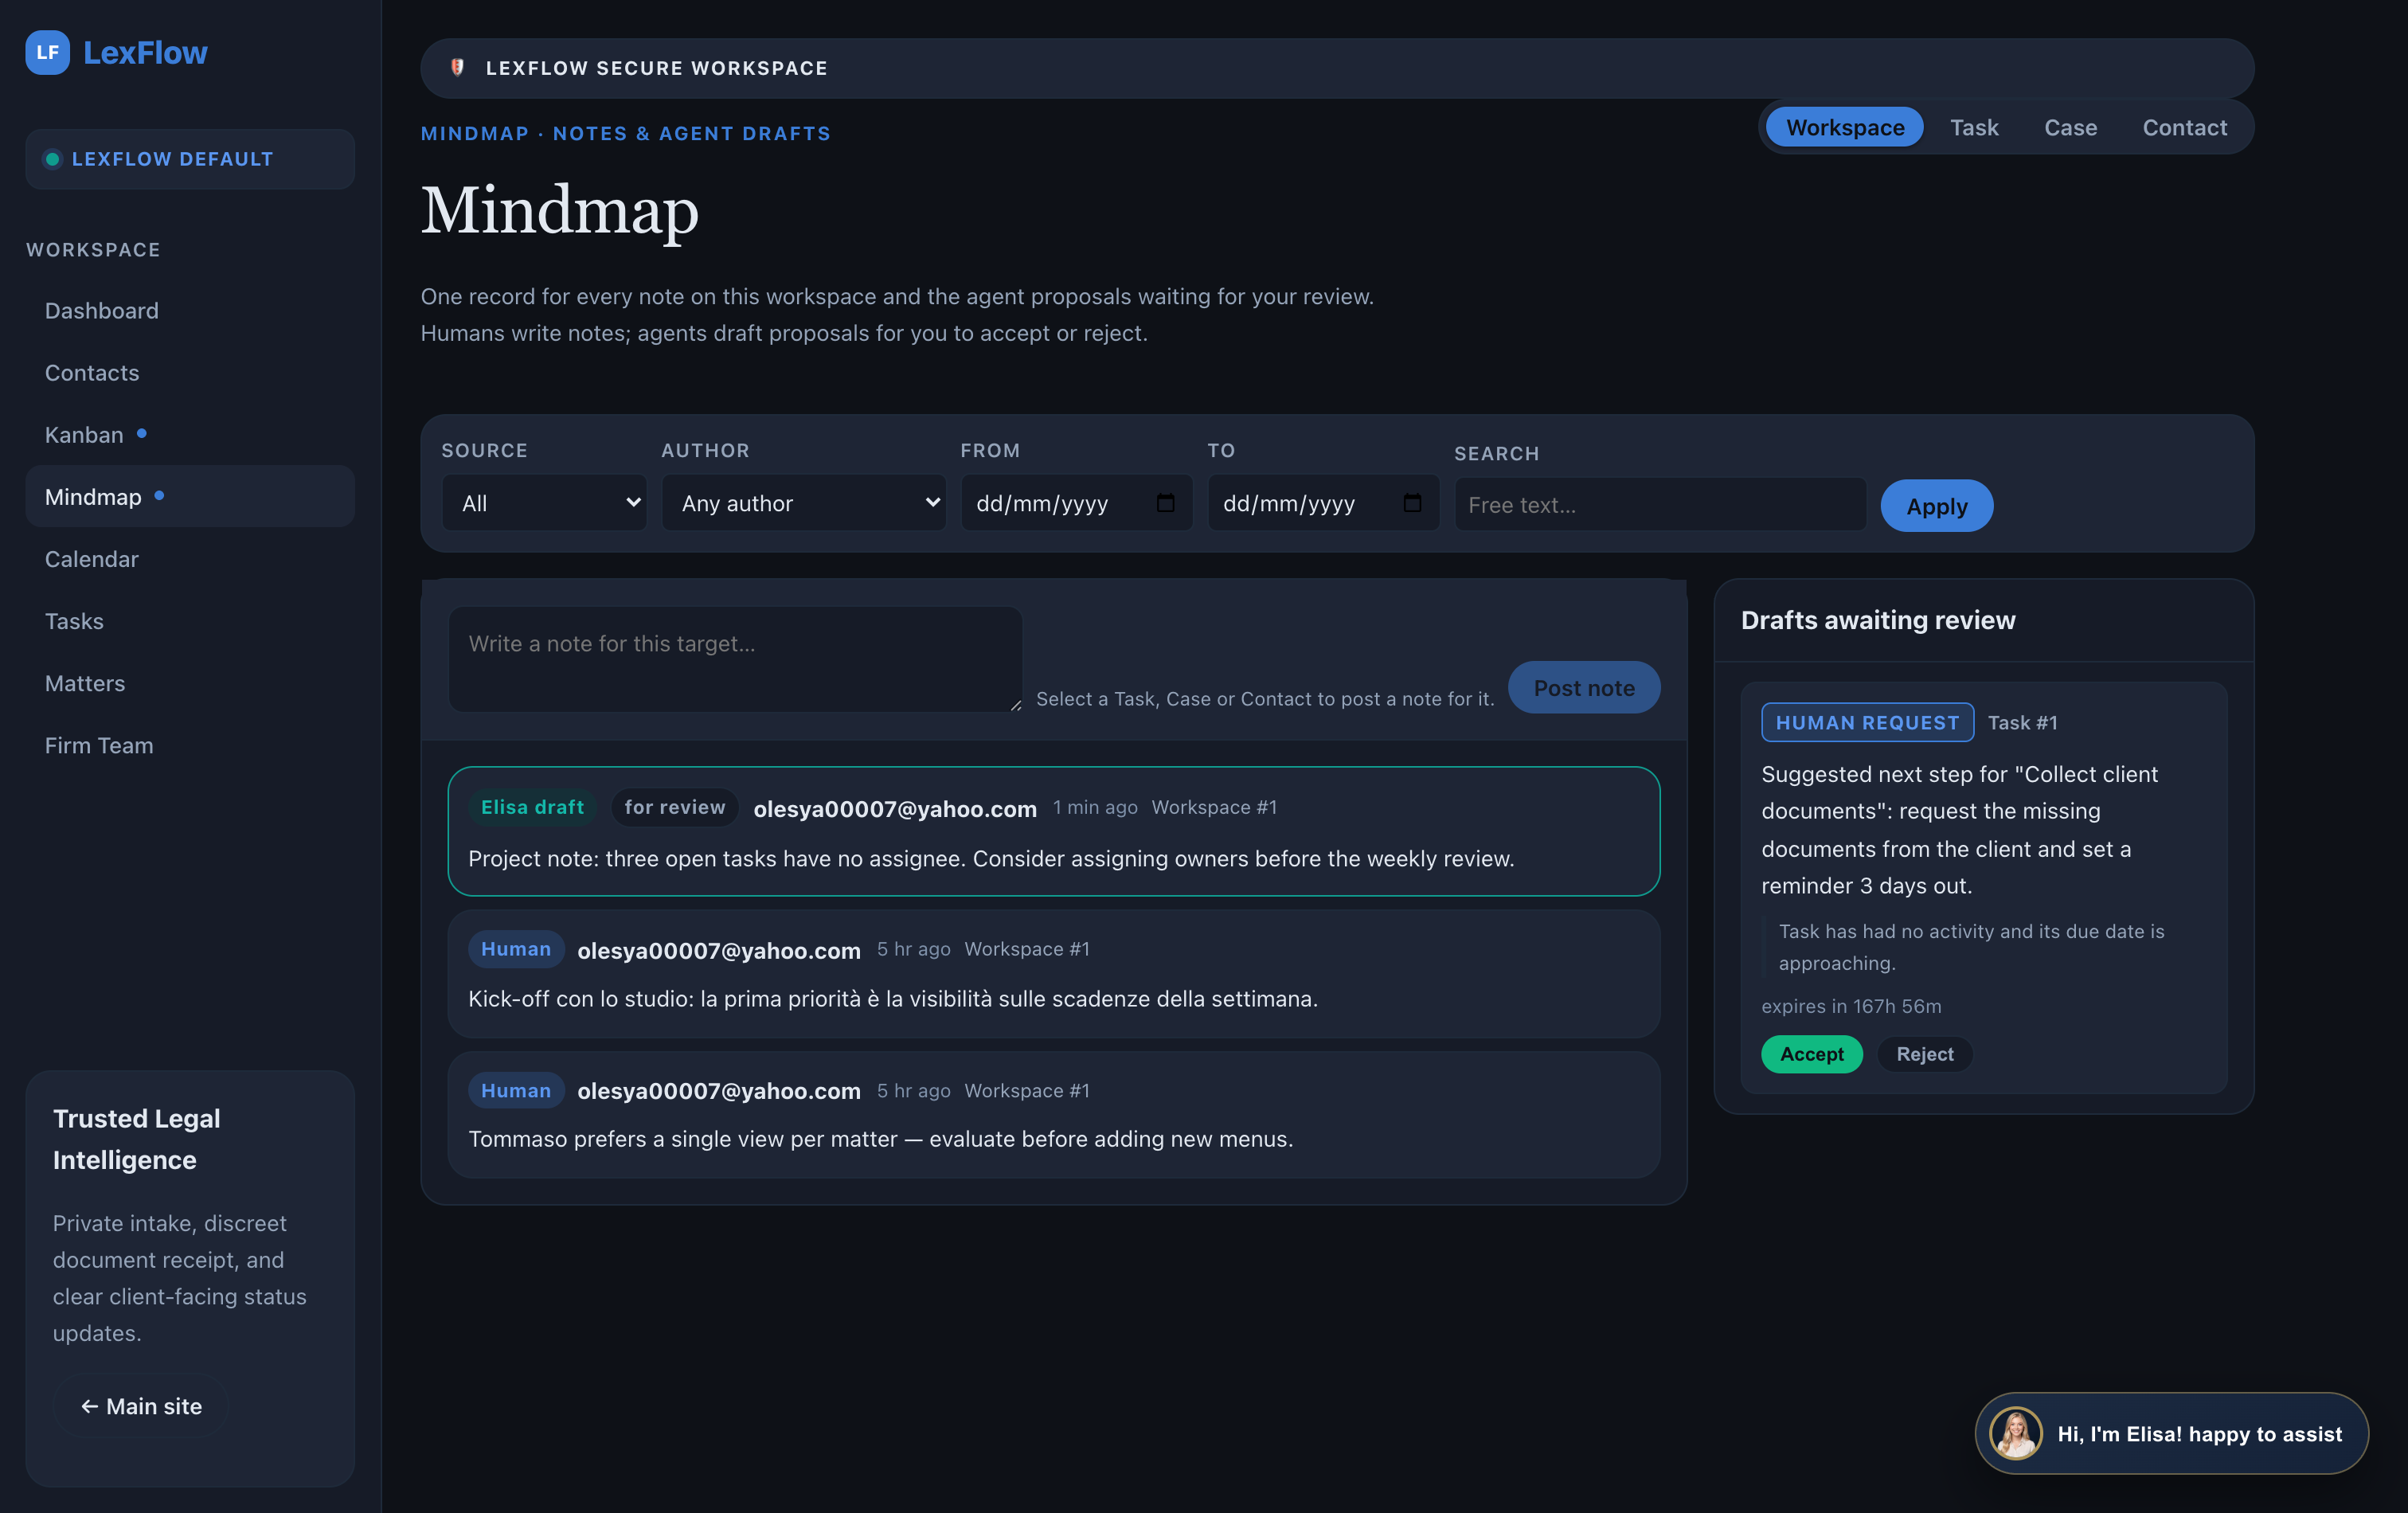 LF LexFlow
LEXFLOW DEFAULT
WORKSPACE
Dashboard
Contacts
Kanban
Mindmap
Calendar
Tasks
Matters
Firm Team
Trusted Legal
Intelligence
Private intake, discreet
document receipt, and
clear client-facing status
updates.
← Main site
LEXFLOW SECURE WORKSPACE
MINDMAP · NOTES & AGENT DRAFTS
Workspace Task Case Contact
Mindmap
One record for every note on this workspace and the agent proposals waiting for your review.
Humans write notes; agents draft proposals for you to accept or reject.
SOURCE AUTHOR FROM TO SEARCH
All Any author dd/mm/yyyy dd/mm/yyyy Free text... Apply
Write a note for this target...
Select a Task, Case or Contact to post a note for it. Post note
Elisa draft for review olesya00007@yahoo.com 1 min ago Workspace #1
Project note: three open tasks have no assignee. Consider assigning owners before the weekly review.
Human olesya00007@yahoo.com 5 hr ago Workspace #1
Kick-off con lo studio: la prima priorità è la visibilità sulle scadenze della settimana.
Human olesya00007@yahoo.com 5 hr ago Workspace #1
Tommaso prefers a single view per matter — evaluate before adding new menus.
Drafts awaiting review
HUMAN REQUEST Task #1
Suggested next step for "Collect client
documents": request the missing
documents from the client and set a
reminder 3 days out.
Task has had no activity and its due date is
approaching.
expires in 167h 56m
Accept Reject
Hi, I'm Elisa! happy to assist